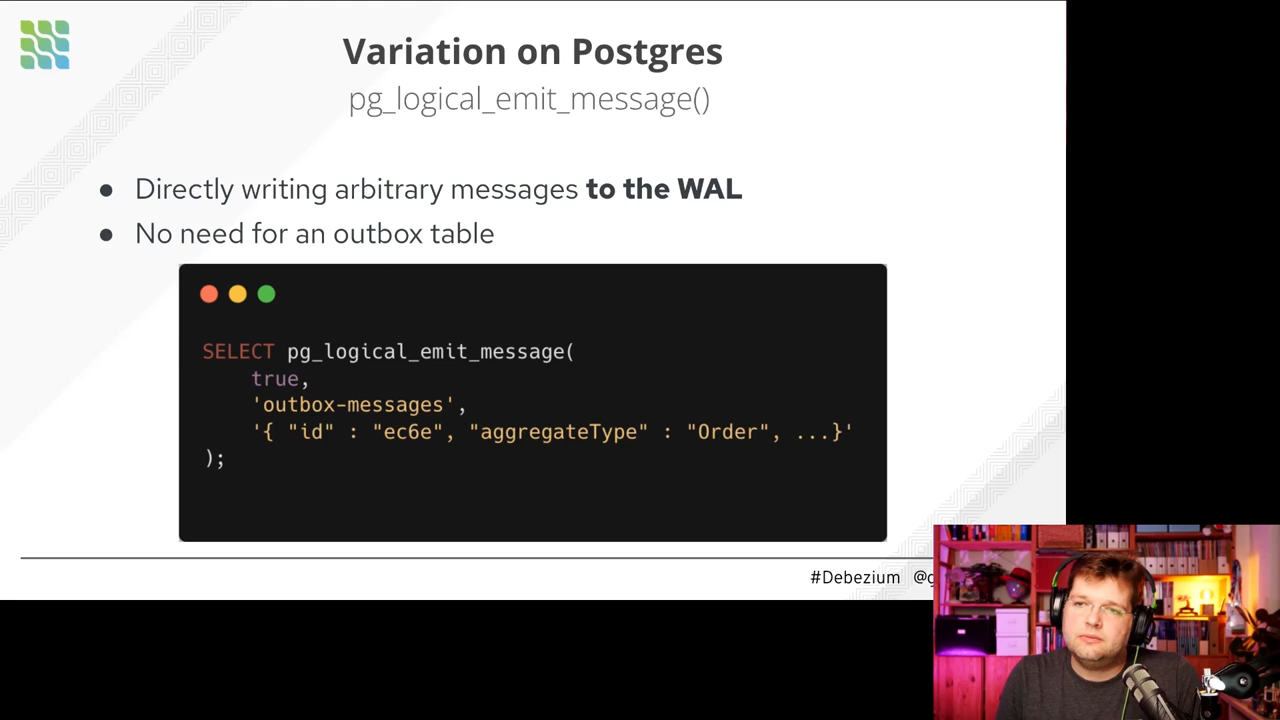 Variation on Postgres
pg_logical_emit_message()
● Directly writing arbitrary messages to the WAL
● No need for an outbox table
SELECT pg_logical_emit_message(
true,
'outbox-messages',
'{ "id" : "ec6e", "aggregateType" : "Order", ...}'
);
#Debezium